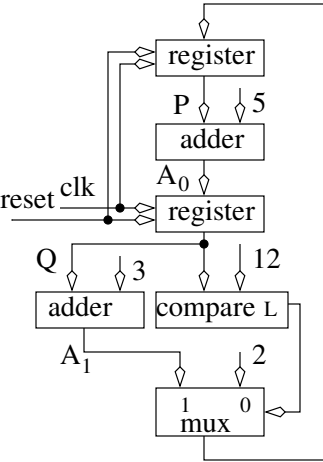 register
P 5
adder
A0
reset clk
register
Q 3 12
adder compare L
A1 2
1 0
mux